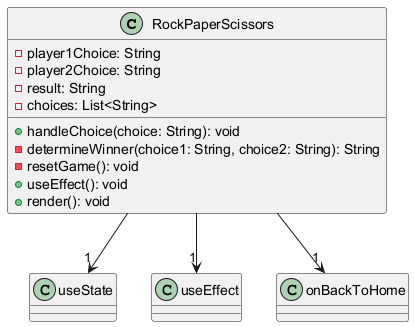 C RockPaperScissors
player1Choice: String
player2Choice: String
result: String
choices: List<String>
handleChoice(choice: String): void
determineWinner(choice1: String, choice2: String): String
resetGame(): void
useEffect(): void
render(): void
1 1 1
C useState C useEffect C onBackToHome